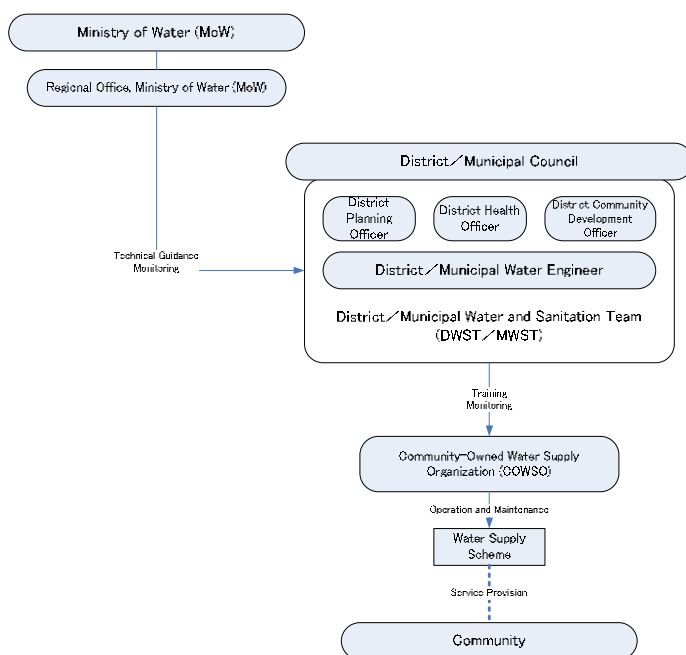 Ministry of Water (MoW)
Regional Office, Ministry of Water (MoW)
District／Municipal Council
District
Planning
Officer
District Health
Officer
District Community
Development
Officer
Technical Guidance
Monitoring
District／Municipal Water Engineer
District／Municipal Water and Sanitation Team
(DWST／MWST)
Training
Monitoring
Community-Owned Water Supply
Organization (COWSO)
Operation and Maintenance
Water Supply
Scheme
Service Provision
Community